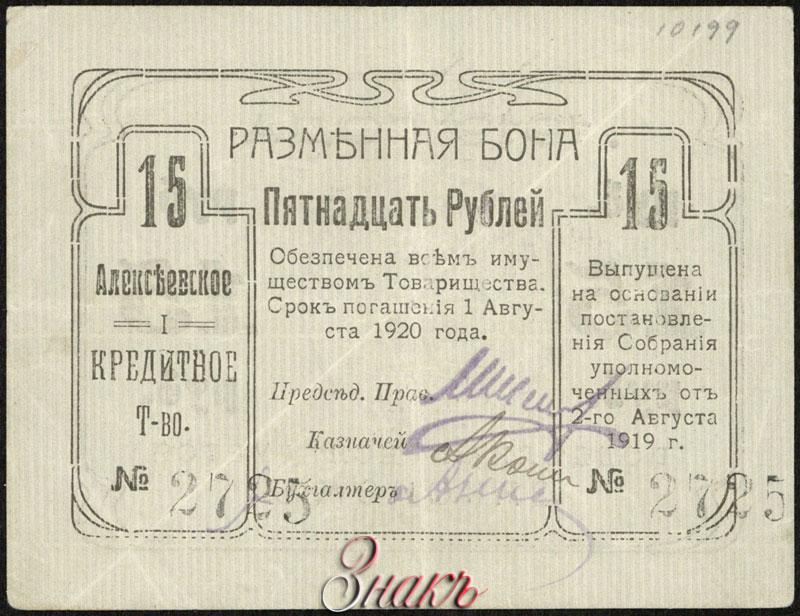 10199
РАЗМѢННАЯ БОНА
15
15
Пятнадцать Рублей
Алексѣевское
I
КРЕДИТНОЕ
Т-во.
№ 2725
Обезпечена всѣмъ иму-
ществомъ Товарищества.
Срокъ погашенія 1 Авгу-
ста 1920 года.
Предсѣд. Прав.
Казначей
Бухгалтеръ
Выпущена
на основаніи
постановле-
нія Собранія
уполномо-
ченныхъ отъ
2-го Августа
1919 г.
№ 2725
Знакъ